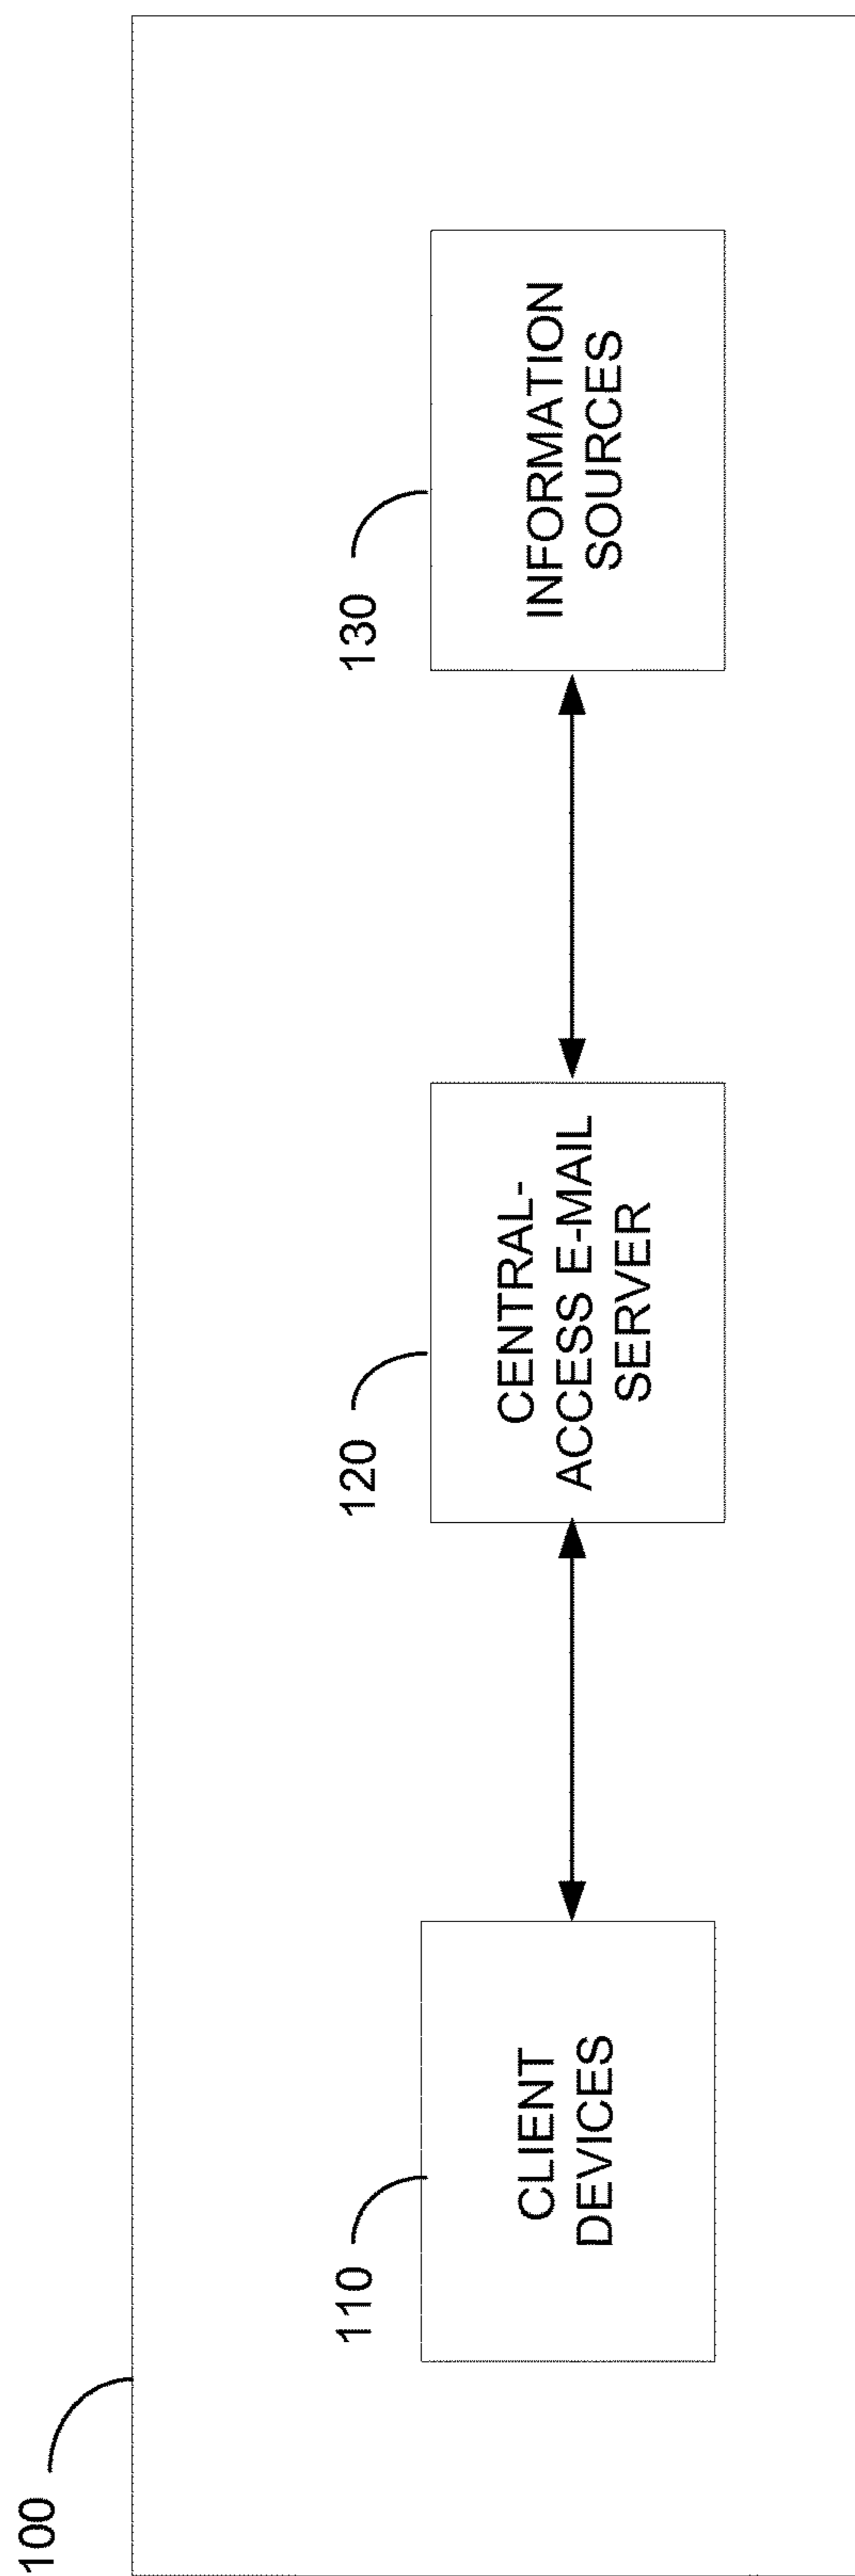 100
110
CLIENT
DEVICES
120
CENTRAL-
ACCESS E-MAIL
SERVER
130
INFORMATION
SOURCES